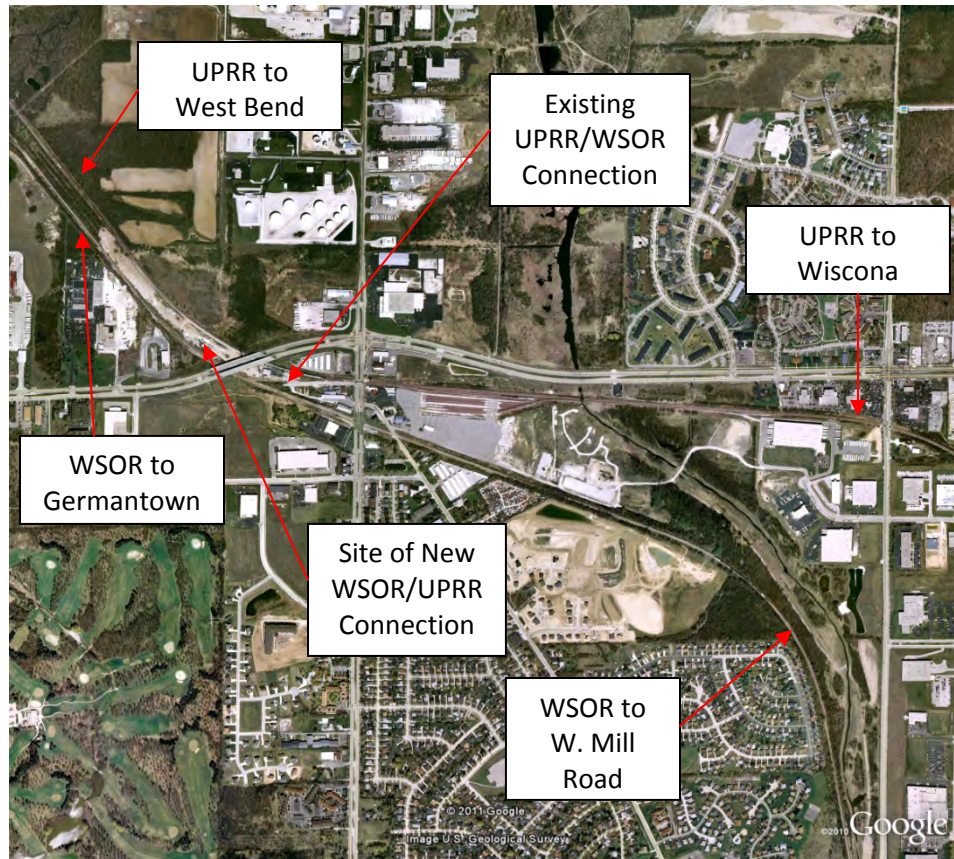 UPRR to
West Bend
Existing
UPRR/WSOR
Connection
UPRR to
Wiscona
WSOR to
Germantown
Site of New
WSOR/UPRR
Connection
WSOR to
W. Mill
Road
© 2011 Google
Image U.S. Geological Survey
©2010 Google